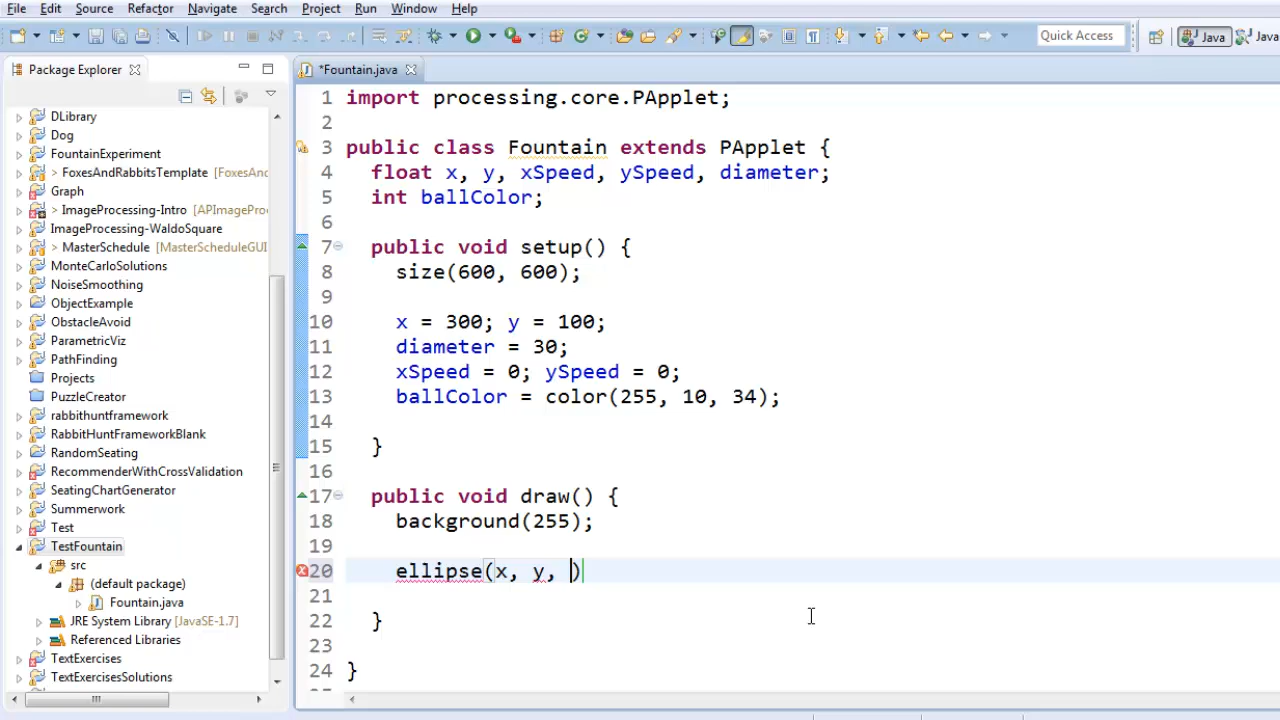 File Edit Source Refactor Navigate Search Project Run Window Help
Quick Access Java Java
Package Explorer
*Fountain.java
DLibrary
Dog
FountainExperiment
> FoxesAndRabbitsTemplate [FoxesAnd
Graph
> ImageProcessing-Intro [APImageProc
ImageProcessing-WaldoSquare
> MasterSchedule [MasterScheduleGUI
MonteCarloSolutions
NoiseSmoothing
ObjectExample
ObstacleAvoid
ParametricViz
PathFinding
Projects
PuzzleCreator
rabbithuntframework
RabbitHuntFrameworkBlank
RandomSeating
RecommenderWithCrossValidation
SeatingChartGenerator
Summerwork
Test
TestFountain
src
(default package)
Fountain.java
JRE System Library [JavaSE-1.7]
Referenced Libraries
TextExercises
TextExercisesSolutions
1 import processing.core.PApplet;
2
3 public class Fountain extends PApplet {
4 float x, y, xSpeed, ySpeed, diameter;
5 int ballColor;
6
7 public void setup() {
8 size(600, 600);
9
10 x = 300; y = 100;
11 diameter = 30;
12 xSpeed = 0; ySpeed = 0;
13 ballColor = color(255, 10, 34);
14
15 }
16
17 public void draw() {
18 background(255);
19
20 ellipse(x, y, )
21
22 }
23
24 }